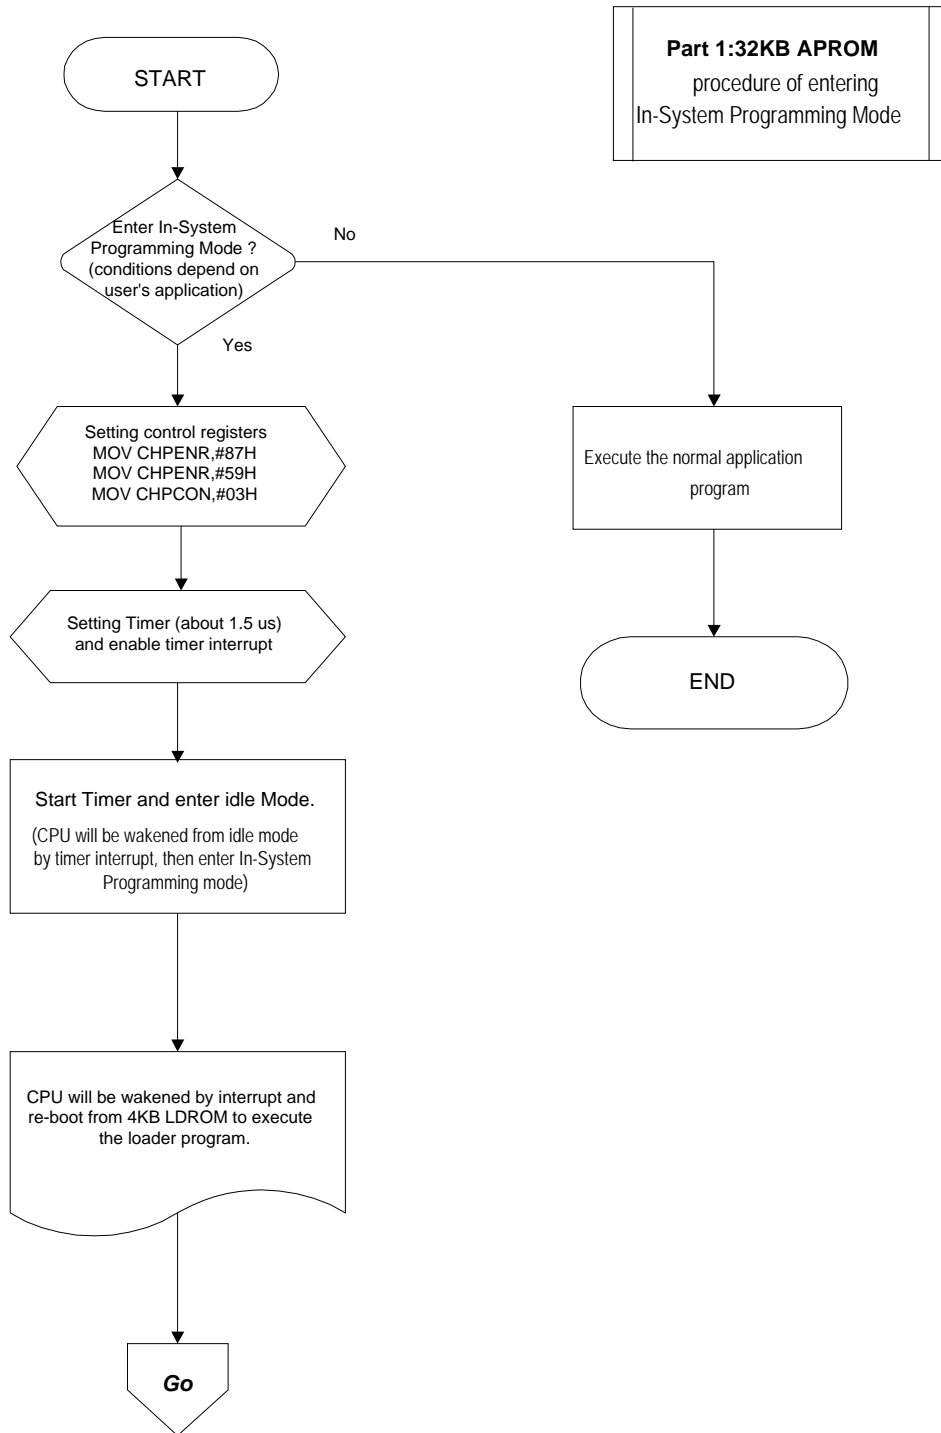 START
Part 1:32KB APROM
procedure of entering
In-System Programming Mode
Enter In-System
Programming Mode ?
(conditions depend on
user's application)
No
Yes
Setting control registers
MOV CHPENR,#87H
MOV CHPENR,#59H
MOV CHPCON,#03H
Execute the normal application
program
Setting Timer (about 1.5 us)
and enable timer interrupt
END
Start Timer and enter idle Mode.
(CPU will be wakened from idle mode
by timer interrupt, then enter In-System
Programming mode)
CPU will be wakened by interrupt and
re-boot from 4KB LDROM to execute
the loader program.
Go